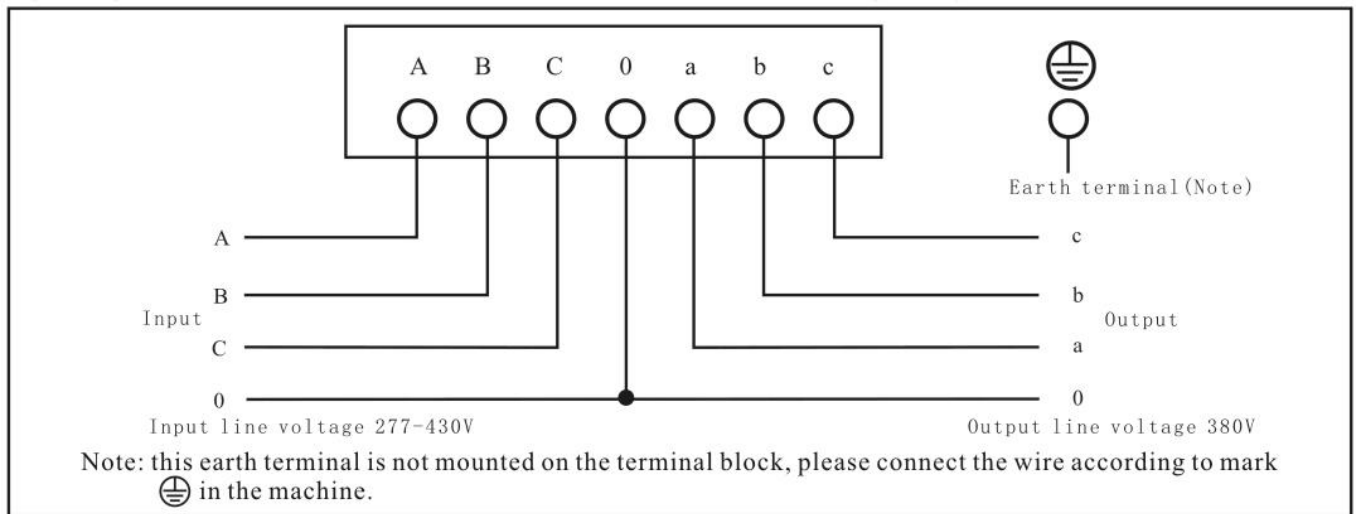 A B C 0 a b c
Earth terminal(Note)
A c
B b
Input Output
C a
0 0
Input line voltage 277-430V Output line voltage 380V
Note: this earth terminal is not mounted on the terminal block, please connect the wire according to mark
in the machine.